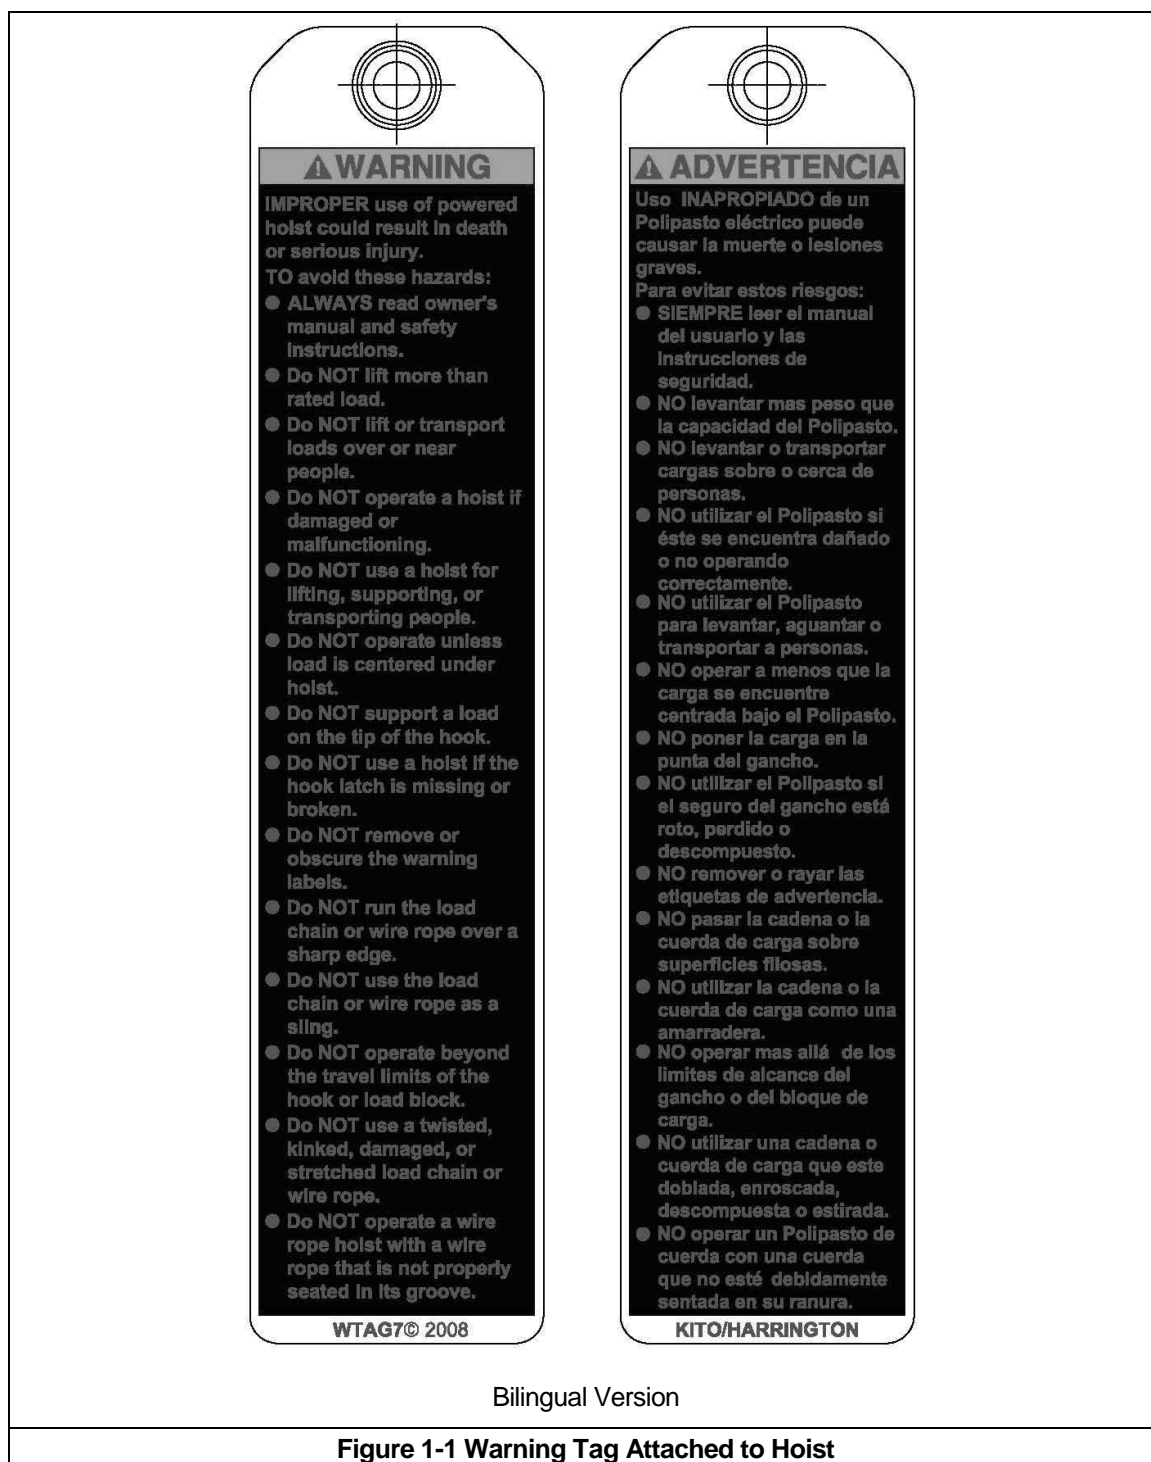 WARNING
IMPROPER use of powered
hoist could result in death
or serious injury.
TO avoid these hazards:
● ALWAYS read owner's
manual and safety
instructions.
● Do NOT lift more than
rated load.
● Do NOT lift or transport
loads over or near
people.
● Do NOT operate a hoist if
damaged or
malfunctioning.
● Do NOT use a hoist for
lifting, supporting, or
transporting people.
● Do NOT operate unless
load is centered under
hoist.
● Do NOT support a load
on the tip of the hook.
● Do NOT use a hoist if the
hook latch is missing or
broken.
● Do NOT remove or
obscure the warning
labels.
● Do NOT run the load
chain or wire rope over a
sharp edge.
● Do NOT use the load
chain or wire rope as a
sling.
● Do NOT operate beyond
the travel limits of the
hook or load block.
● Do NOT use a twisted,
kinked, damaged, or
stretched load chain or
wire rope.
● Do NOT operate a wire
rope hoist with a wire
rope that is not properly
seated in its groove.
WTAG7© 2008
ADVERTENCIA
Uso INAPROPIADO de un
Polipasto eléctrico puede
causar la muerte o lesiones
graves.
Para evitar estos riesgos:
● SIEMPRE leer el manual
del usuario y las
instrucciones de
seguridad.
● NO levantar mas peso que
la capacidad del Polipasto.
● NO levantar o transportar
cargas sobre o cerca de
personas.
● NO utilizar el Polipasto si
éste se encuentra dañado
o no operando
correctamente.
● NO utilizar el Polipasto
para levantar, aguantar o
transportar a personas.
● NO operar a menos que la
carga se encuentre
centrada bajo el Polipasto.
● NO poner la carga en la
punta del gancho.
● NO utilizar el Polipasto si
el seguro del gancho está
roto, perdido o
descompuesto.
● NO remover o rayar las
etiquetas de advertencia.
● NO pasar la cadena o la
cuerda de carga sobre
superficies filosas.
● NO utilizar la cadena o la
cuerda de carga como una
amarradera.
● NO operar mas allá de los
limites de alcance del
gancho o del bloque de
carga.
● NO utilizar una cadena o
cuerda de carga que este
doblada, enroscada,
descompuesta o estirada.
● NO operar un Polipasto de
cuerda con una cuerda
que no esté debidamente
sentada en su ranura.
KITO/HARRINGTON
Bilingual Version
Figure 1-1 Warning Tag Attached to Hoist